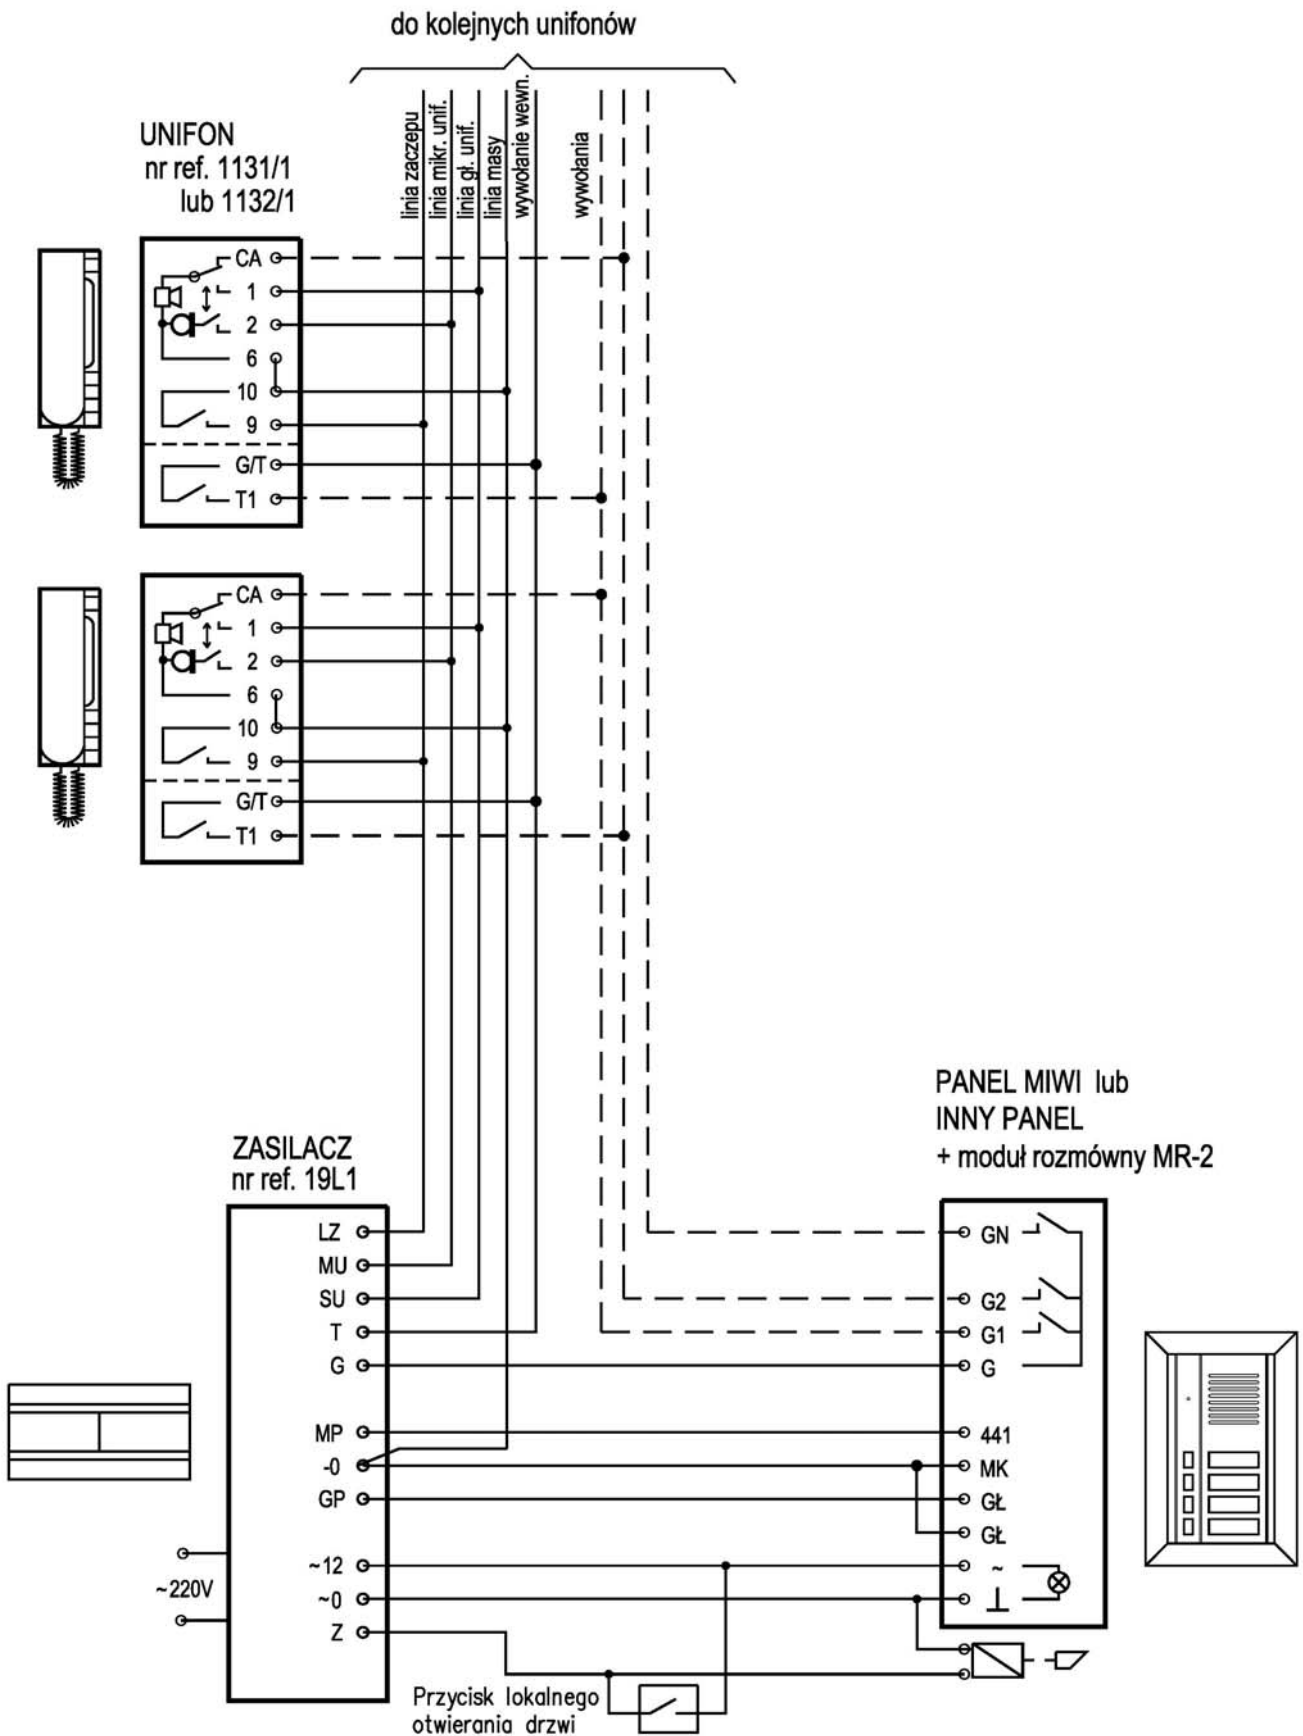 do kolejnych unifonów
linia zaczepu
linia mikr. unif.
linia gł. unif.
linia masy
wywołanie wewn.
wywołania
UNIFON
nr ref. 1131/1
lub 1132/1
CA
1
2
6
10
9
G/T
T1
CA
1
2
6
10
9
G/T
T1
ZASILACZ
nr ref. 19L1
LZ
MU
SU
T
G
MP
-0
GP
~12
~0
Z
~220V
PANEL MIWI lub
INNY PANEL
+ moduł rozmówny MR-2
GN
G2
G1
G
441
MK
GŁ
GŁ
~
Przycisk lokalnego
otwierania drzwi